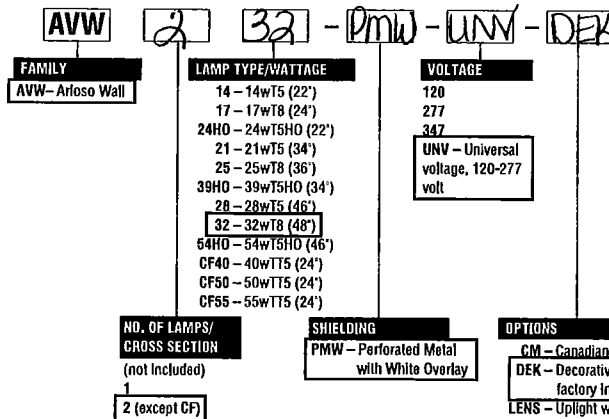 AVW 2 32 - PMW - UNV - DEK
FAMILY
AVW– Arioso Wall
LAMP TYPE/WATTAGE
14 – 14wT5 (22")
17 – 17wT8 (24")
24HO – 24wT5HO (22")
21 – 21wT5 (34")
25 – 25wT8 (36")
39HO – 39wT5HO (34")
28 – 28wT5 (46")
32 – 32wT8 (48")
54HO – 54wT5HO (46")
CF40 – 40wTT5 (24")
CF50 – 50wTT5 (24")
CF55 – 55wTT5 (24")
VOLTAGE
120
277
347
UNV – Universal
voltage, 120-277
volt
NO. OF LAMPS/
CROSS SECTION
(not included)
1
2 (except CF)
SHIELDING
PMW – Perforated Metal
with White Overlay
OPTIONS
CM – Canadian
DEK – Decorativ
factory in
LENS – Uplight w